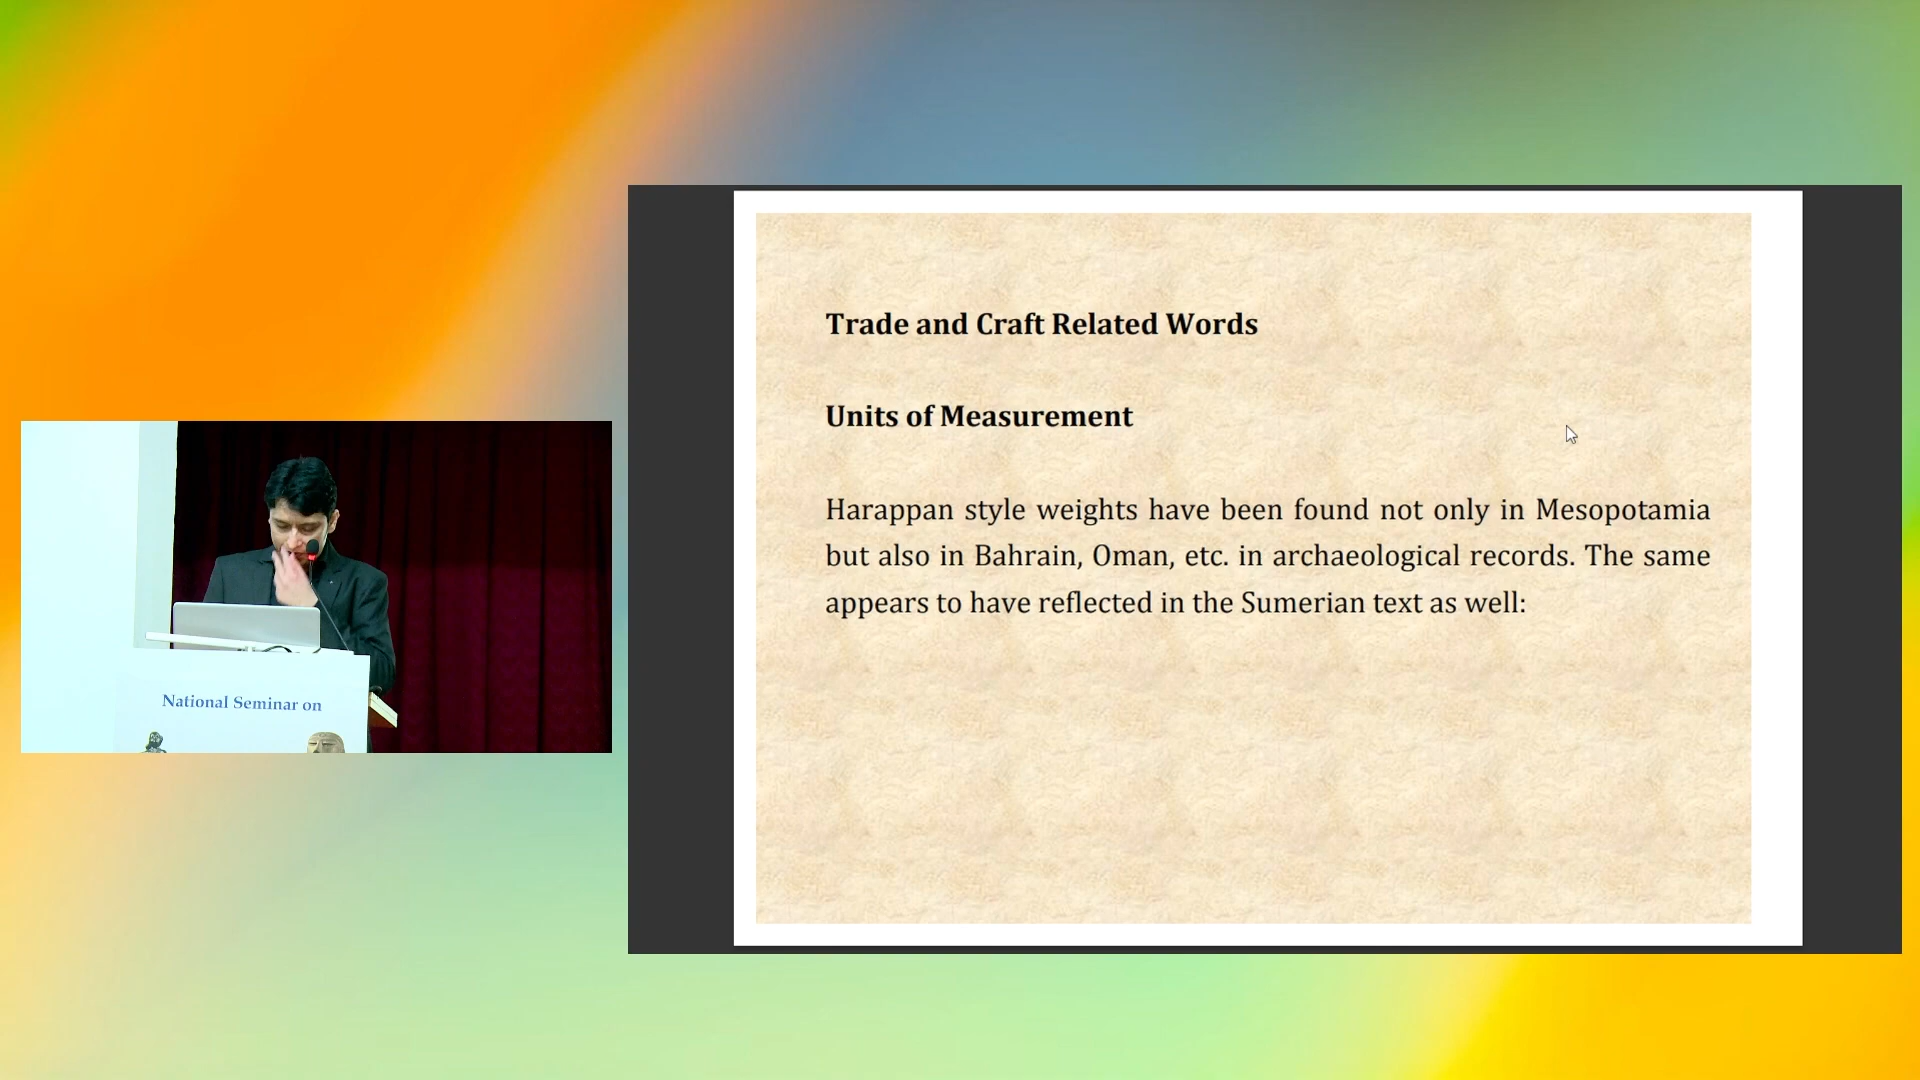 Trade and Craft Related Words
Units of Measurement
Harappan style weights have been found not only in Mesopotamia
but also in Bahrain, Oman, etc. in archaeological records. The same
appears to have reflected in the Sumerian text as well:
National Seminar on